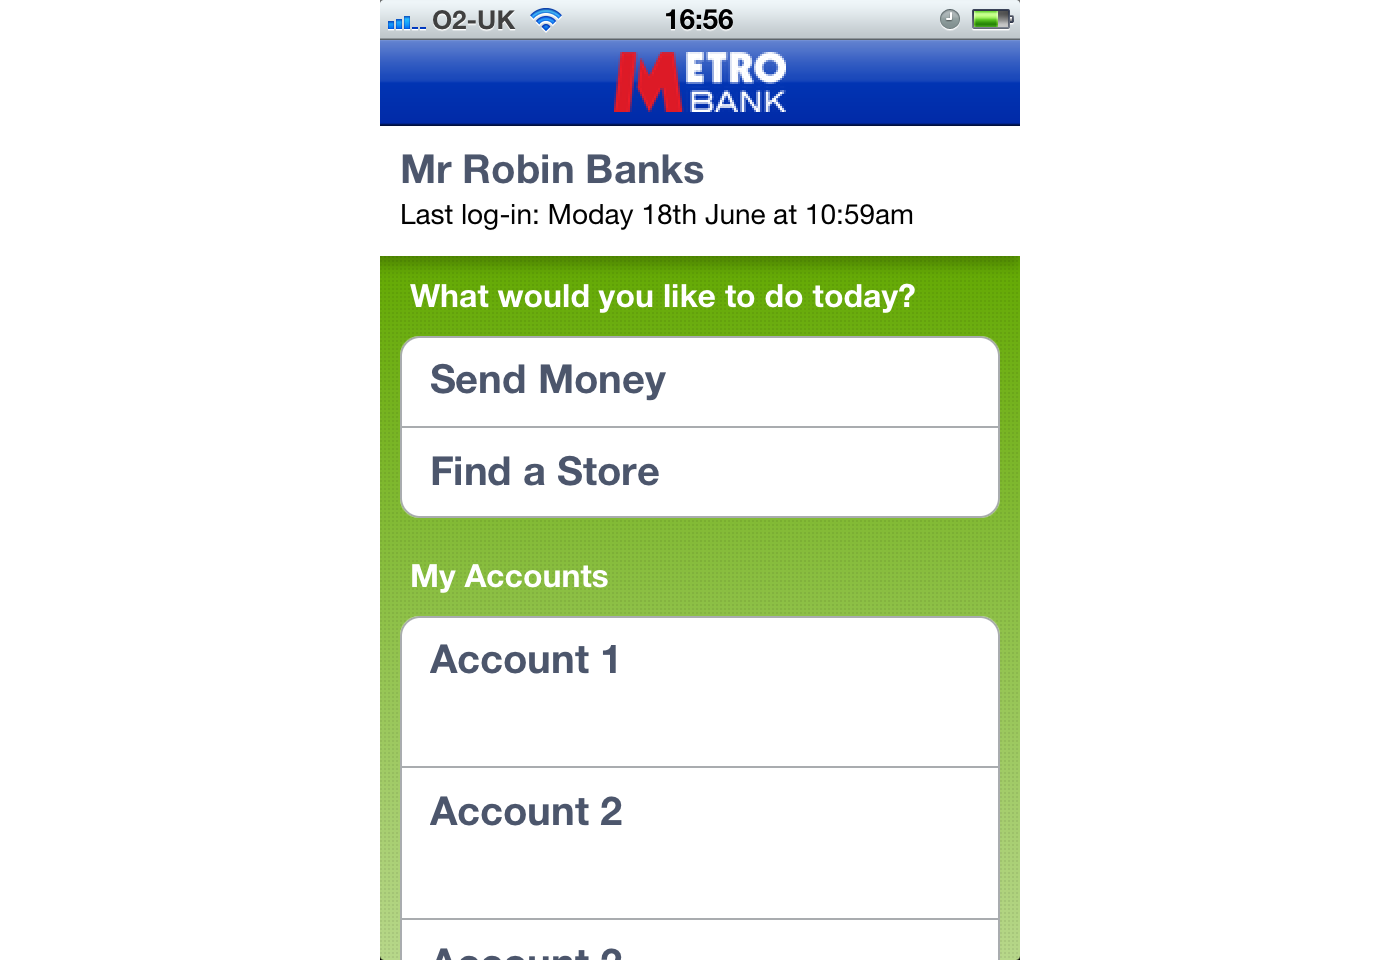 O2-UK 16:56
METRO
BANK
Mr Robin Banks
Last log-in: Moday 18th June at 10:59am
What would you like to do today?
Send Money
Find a Store
My Accounts
Account 1
Account 2
Account